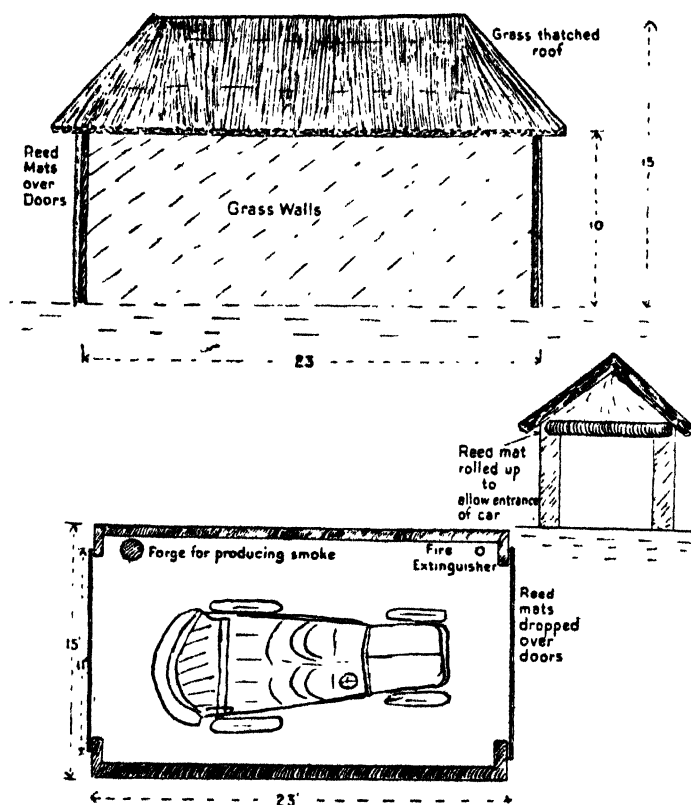 Grass thatched
roof
Reed
Mats
over
Doors
Grass Walls
15
10
23
Reed mat
rolled up
to
allow entrance
of car
Forge for producing smoke
Fire
Extinguisher
Reed
mats
dropped
over
doors
15'
11'
23'